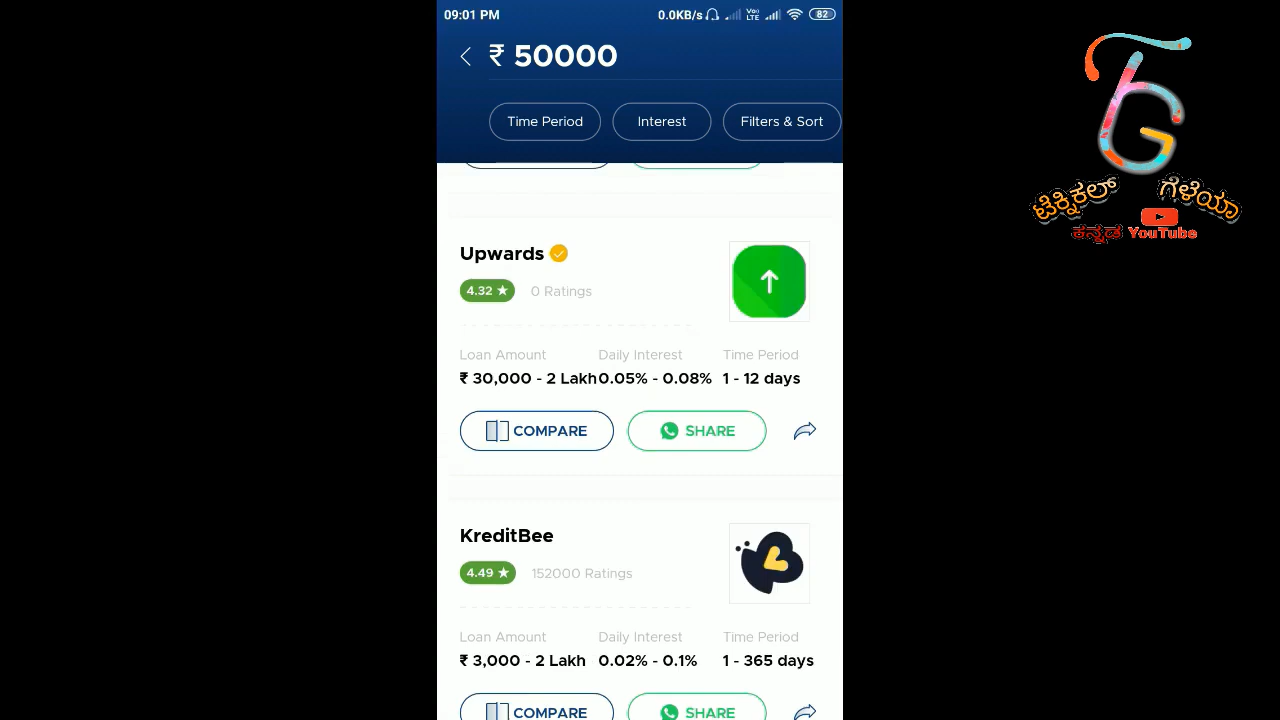 09:01 PM
0.0KB/s Vo) LTE 82
₹ 50000
Time Period Interest Filters & Sort
Upwards
4.32 ★ 0 Ratings
Loan Amount Daily Interest Time Period
₹ 30,000 - 2 Lakh 0.05% - 0.08% 1 - 12 days
COMPARE SHARE
KreditBee
4.49 ★ 152000 Ratings
Loan Amount Daily Interest Time Period
₹ 3,000 - 2 Lakh 0.02% - 0.1% 1 - 365 days
COMPARE SHARE
TG
ಟೆಕ್ನಿಕಲ್ ಗೆಳೆಯಾ
ಕನ್ನಡ YouTube